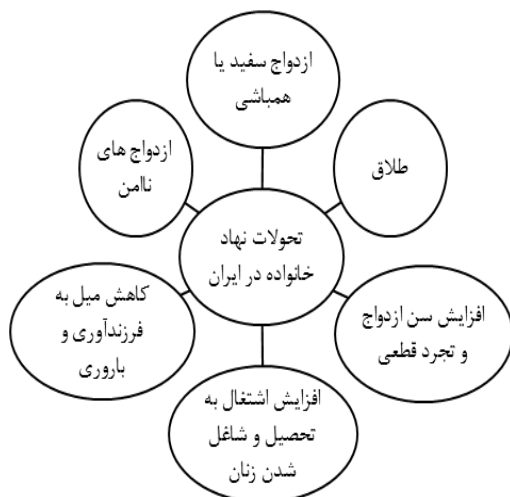 ازدواج سفید یا
همباشی
ازدواج های
ناامن
طلاق
تحولات نهاد
خانواده در ایران
کاهش میل به
فرزندآوری و
باروری
افزایش سن ازدواج
و تجرد قطعی
افزایش اشتغال به
تحصیل و شاغل
شدن زنان